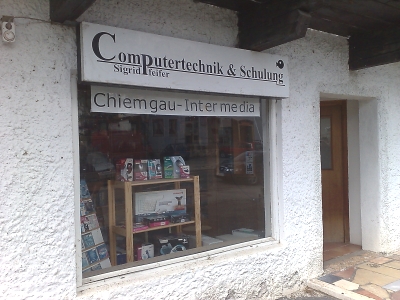 Computertechnik & Schulung
Sigrid Pfeifer
Chiemgau-Intermedia